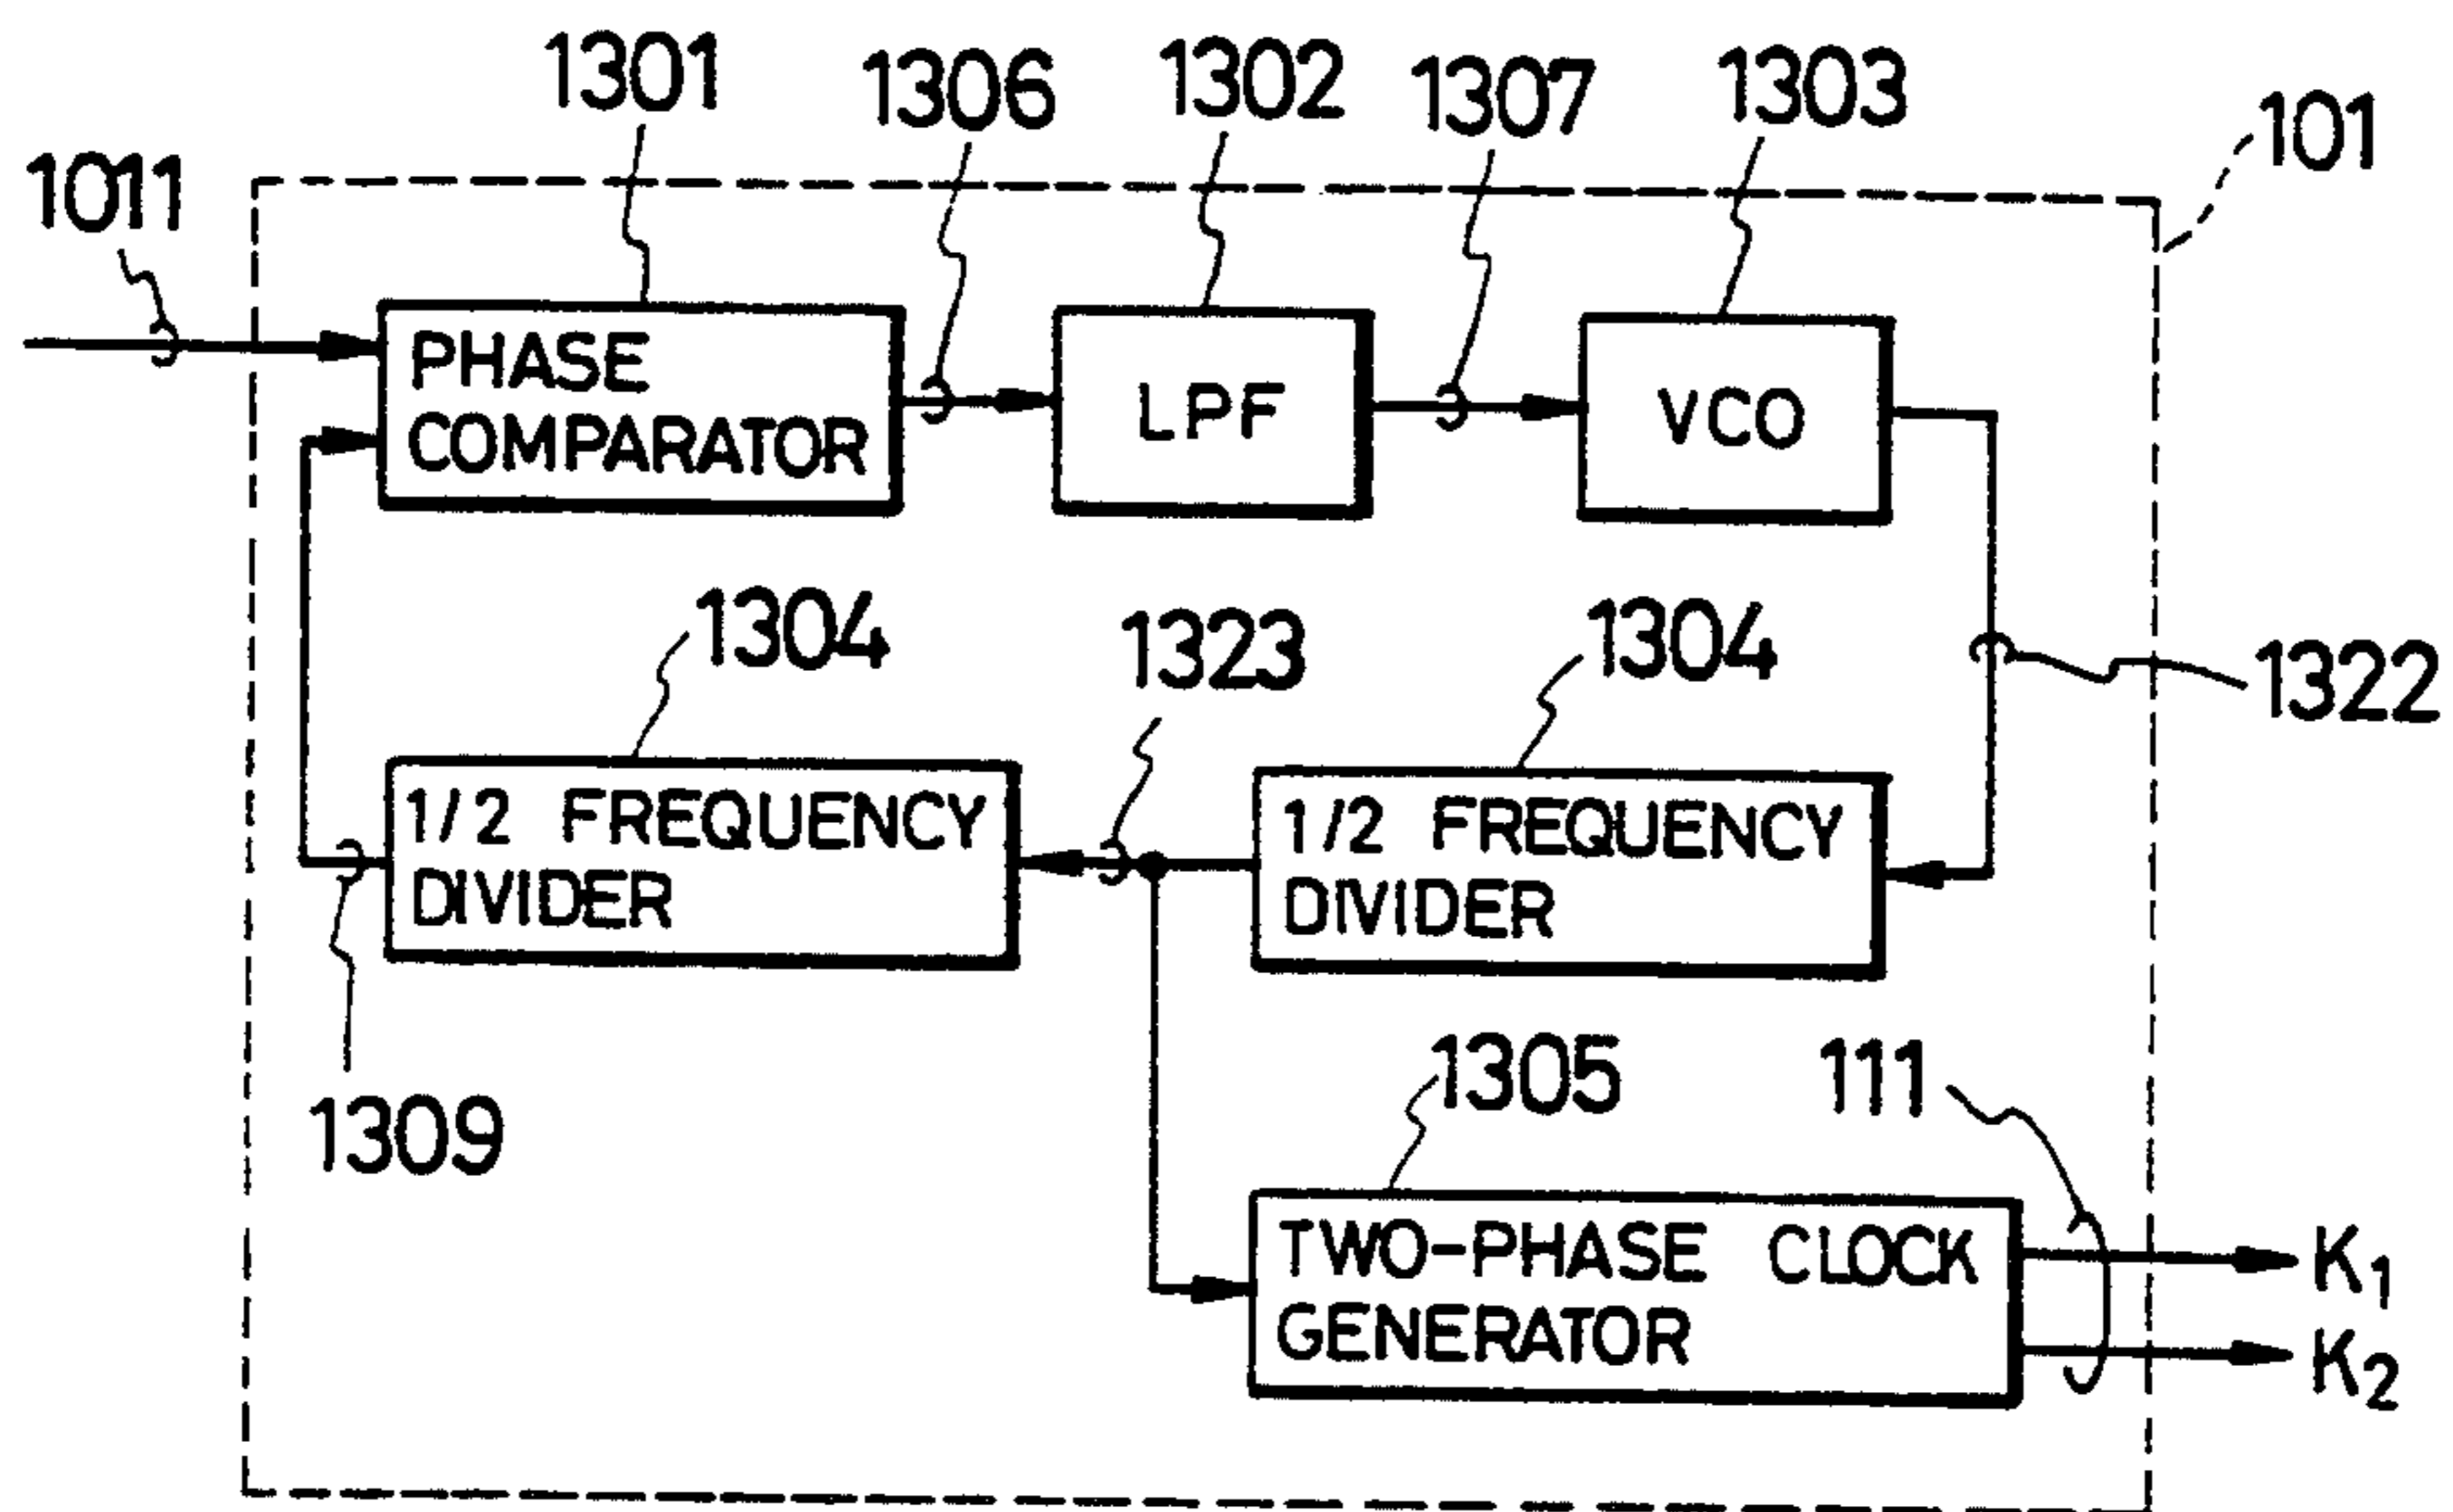 1301
1306
1302
1307
1303
101
1011
PHASE
COMPARATOR
LPF
VCO
1304
1323
1304
1322
1/2 FREQUENCY
DIVIDER
1/2 FREQUENCY
DIVIDER
1309
1305
111
TWO-PHASE CLOCK
GENERATOR
K1
K2